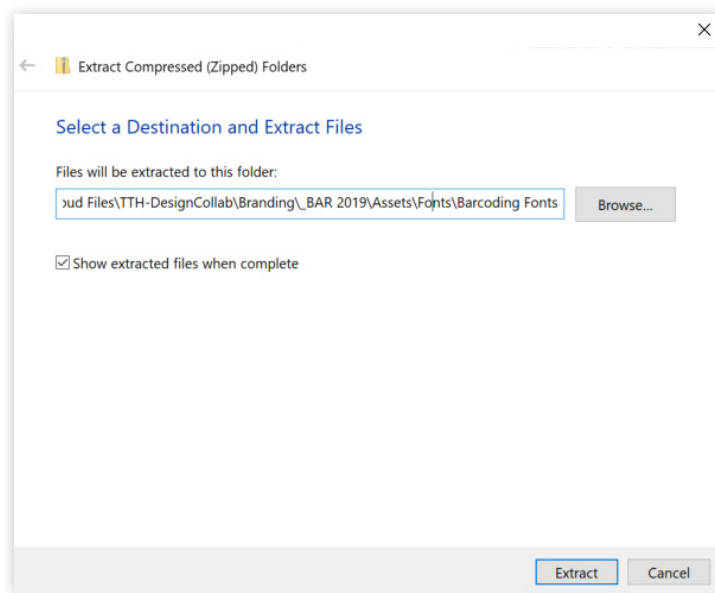 Extract Compressed (Zipped) Folders
Select a Destination and Extract Files
Files will be extracted to this folder:
oud Files\TTH-DesignCollab\Branding\_BAR 2019\Assets\Fonts\Barcoding Fonts
Browse...
Show extracted files when complete
Extract
Cancel